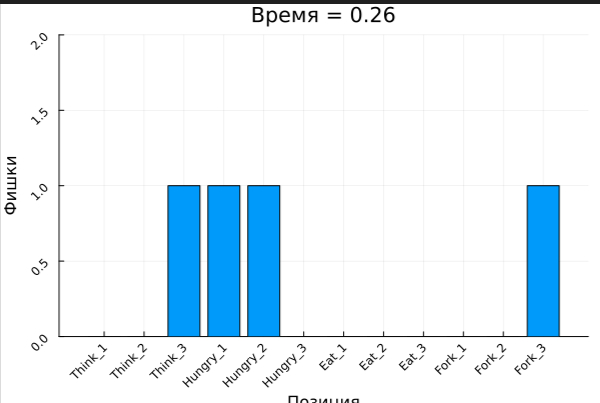 Время = 0.26
2.0
1.5
1.0
0.5
0.0
Фишки
Think_1 Think_2 Think_3 Hungry_1 Hungry_2 Hungry_3 Eat_1 Eat_2 Eat_3 Fork_1 Fork_2 Fork_3
Позиция